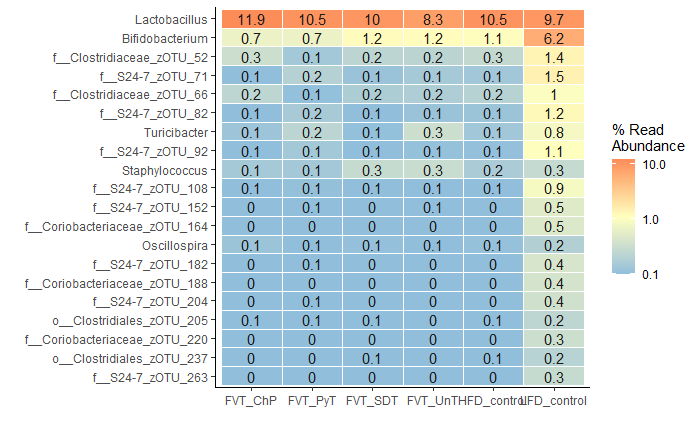 Lactobacillus 11.9 10.5 10 8.3 10.5 9.7
Bifidobacterium 0.7 0.7 1.2 1.2 1.1 6.2
f__Clostridiaceae_zOTU_52 0.3 0.1 0.2 0.2 0.3 1.4
f__S24-7_zOTU_71 0.1 0.2 0.1 0.1 0.1 1.5
f__Clostridiaceae_zOTU_66 0.2 0.1 0.2 0.2 0.2 1
f__S24-7_zOTU_82 0.1 0.2 0.1 0.1 0.1 1.2
Turicibacter 0.1 0.2 0.1 0.3 0.1 0.8
f__S24-7_zOTU_92 0.1 0.1 0.1 0.1 0.1 1.1
Staphylococcus 0.1 0.1 0.3 0.3 0.2 0.3
f__S24-7_zOTU_108 0.1 0.1 0.1 0.1 0.1 0.9
f__S24-7_zOTU_152 0 0.1 0 0.1 0 0.5
f__Coriobacteriaceae_zOTU_164 0 0 0 0 0 0.5
Oscillospira 0.1 0.1 0.1 0.1 0.1 0.2
f__S24-7_zOTU_182 0 0.1 0 0 0 0.4
f__Coriobacteriaceae_zOTU_188 0 0 0 0 0 0.4
f__S24-7_zOTU_204 0 0.1 0 0 0 0.4
o__Clostridiales_zOTU_205 0.1 0.1 0.1 0 0.1 0.2
f__Coriobacteriaceae_zOTU_220 0 0 0 0 0 0.3
o__Clostridiales_zOTU_237 0 0 0.1 0 0.1 0.2
f__S24-7_zOTU_263 0 0 0 0 0 0.3
FVT_ChP FVT_PyT FVT_SDT FVT_UnT HFD_control LFD_control
% Read
Abundance
10.0
1.0
0.1